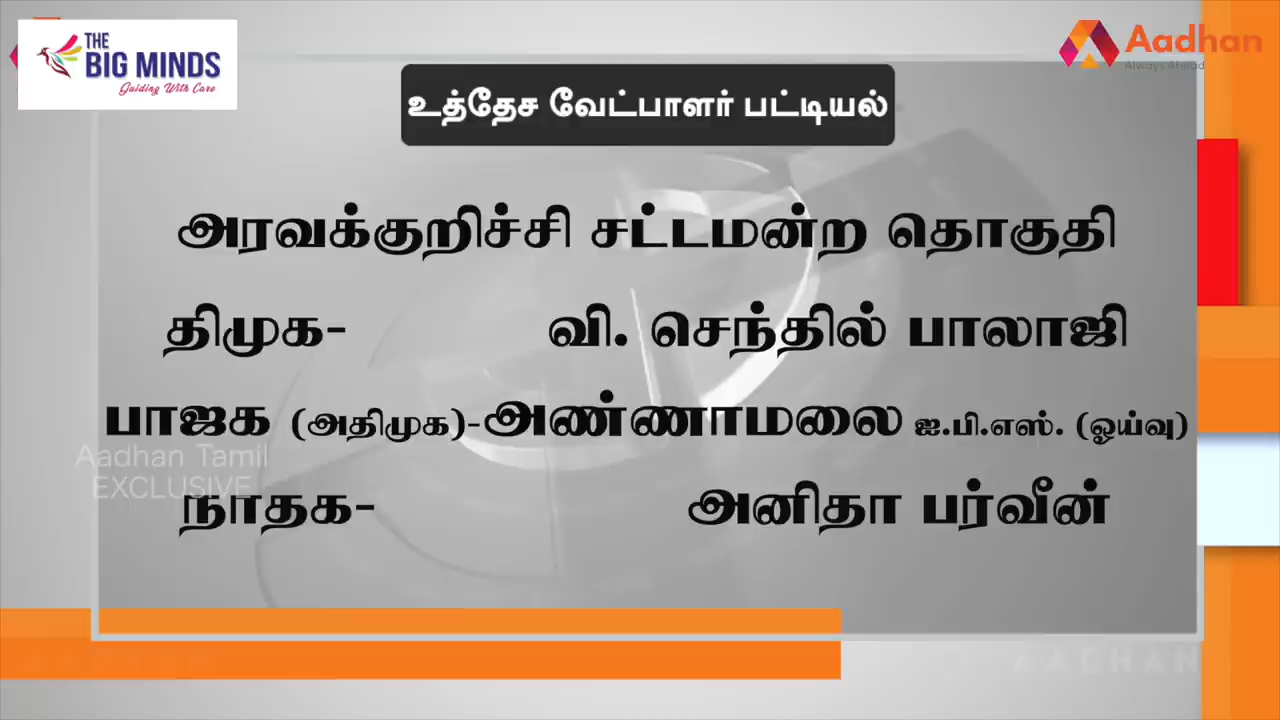 THE
BIG MINDS
Guiding With Care
Aadhan
Always Ahead
உத்தேச வேட்பாளர் பட்டியல்
அரவக்குறிச்சி சட்டமன்ற தொகுதி
திமுக- வி. செந்தில் பாலாஜி
பாஜக (அதிமுக)-அண்ணாமலை ஐ.பி.எஸ். (ஓய்வு)
Aadhan Tamil
EXCLUSIVE
நாதக- அனிதா பர்வீன்
AADHAN